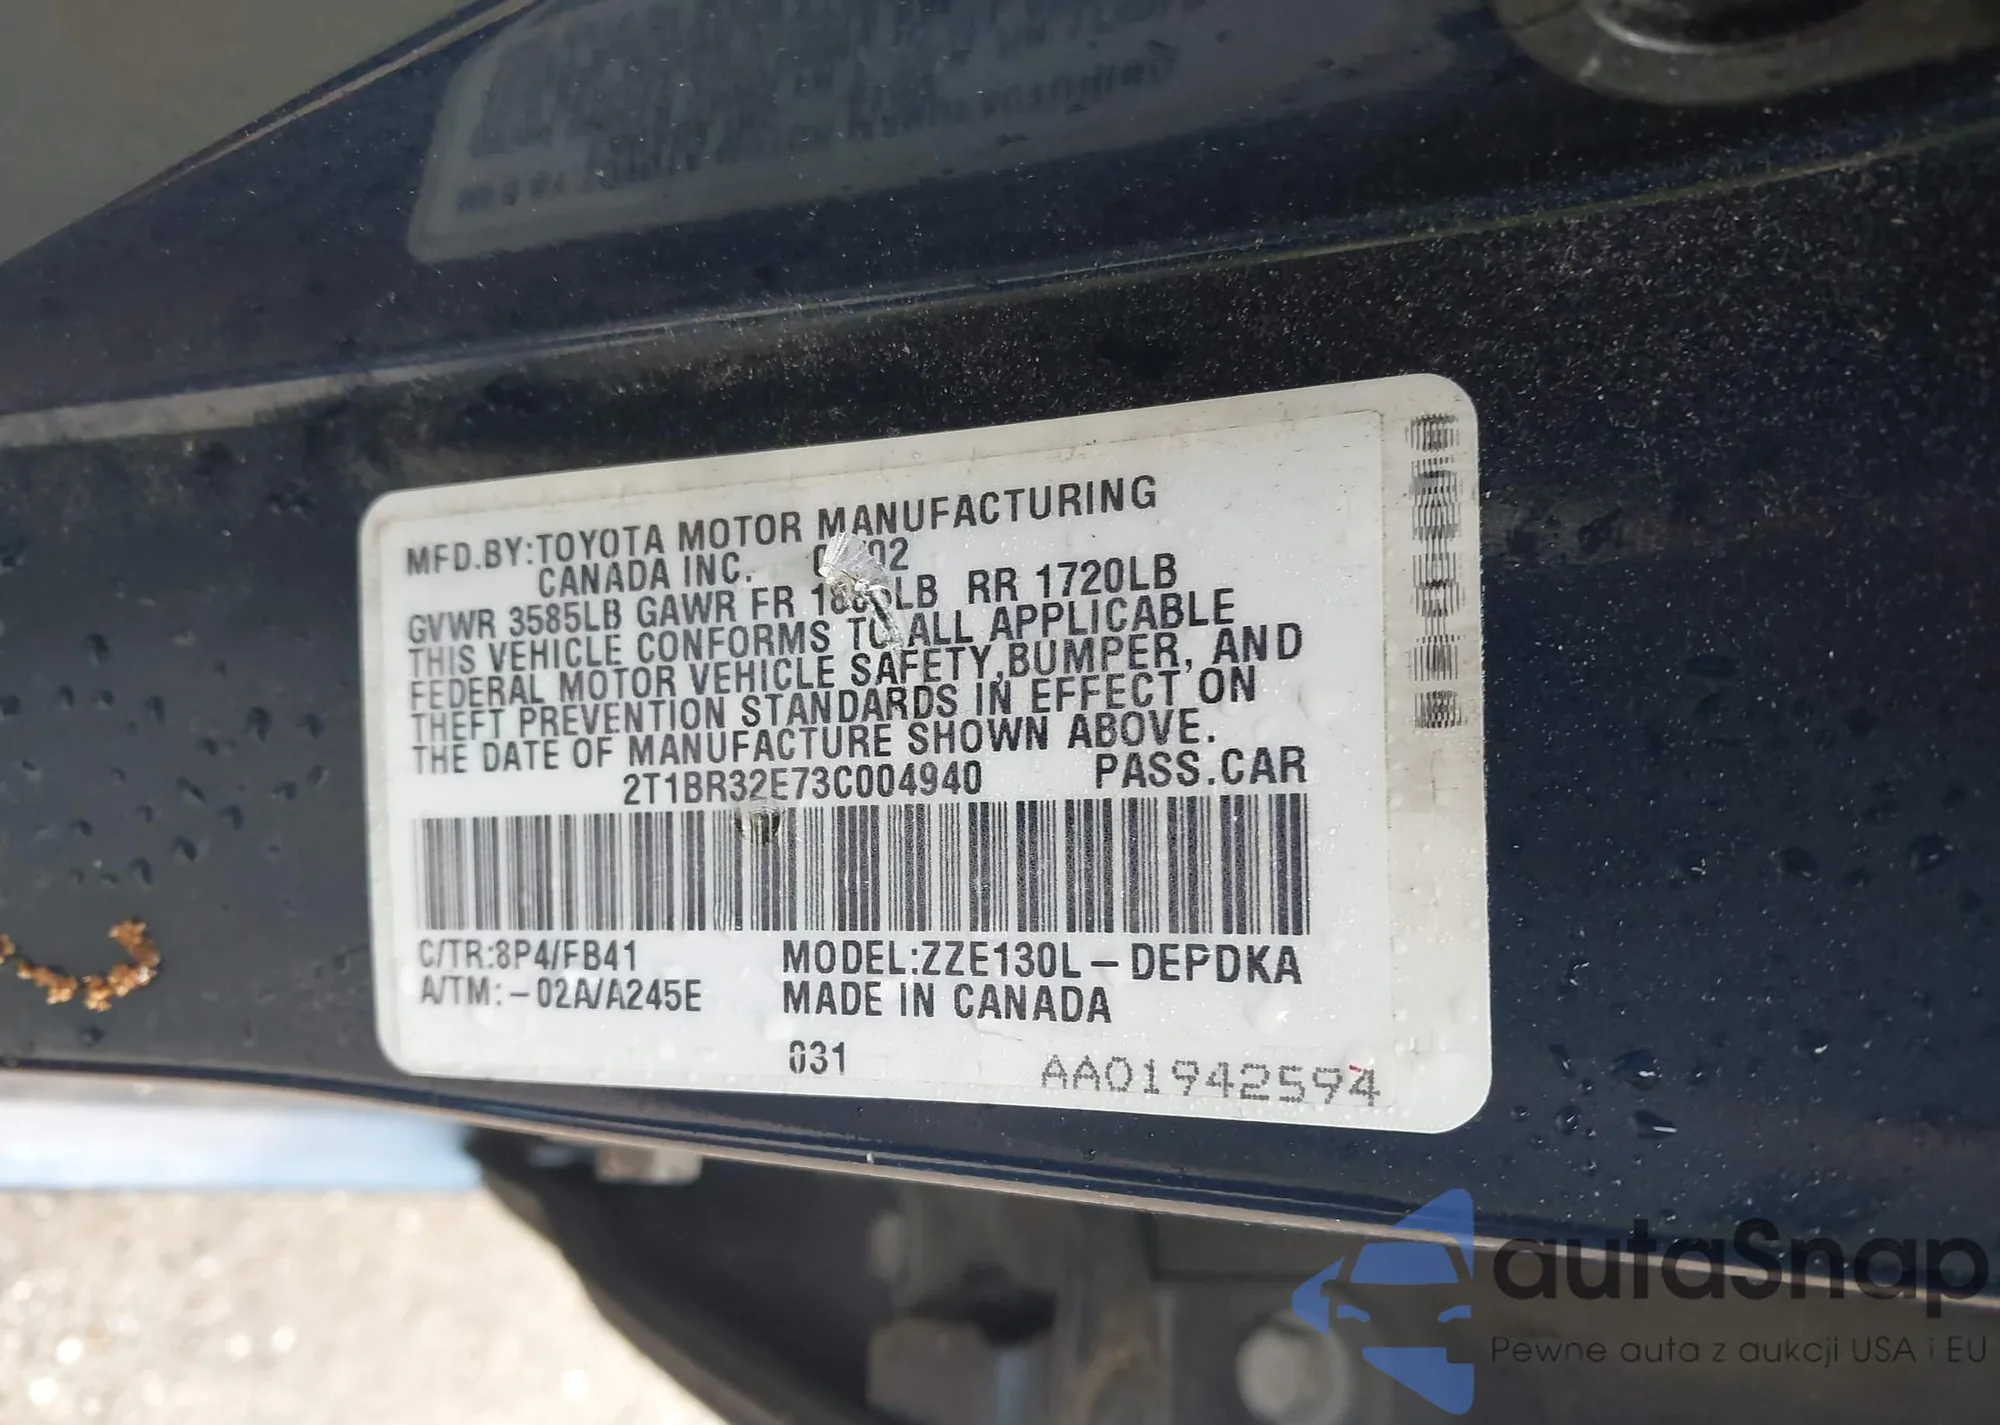 MFD.BY:TOYOTA MOTOR MANUFACTURING
CANADA INC.
GVWR 3585LB GAWR FR RR 1720LB
THIS VEHICLE CONFORMS TO ALL APPLICABLE
FEDERAL MOTOR VEHICLE SAFETY,BUMPER, AND
THEFT PREVENTION STANDARDS IN EFFECT ON
THE DATE OF MANUFACTURE SHOWN ABOVE.
2T1BR32E73C004940 PASS.CAR
C/TR:8P4/FB41 MODEL:ZZE130L-DEPDKA
A/TM:-02A/A245E MADE IN CANADA
031 AA01942594
autaSnap
Pewne auta z aukcji USA i EU